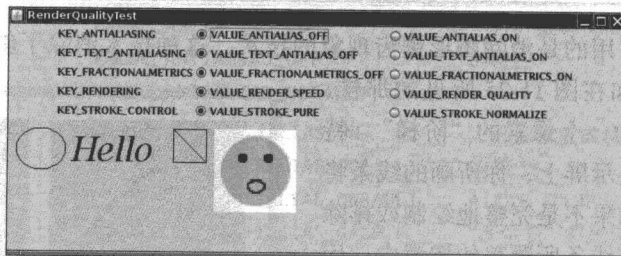 RenderQualityTest
KEY_ANTIALIASING VALUE_ANTIALIAS_OFF VALUE_ANTIALIAS_ON
KEY_TEXT_ANTIALIASING VALUE_TEXT_ANTIALIAS_OFF VALUE_TEXT_ANTIALIAS_ON
KEY_FRACTIONALMETRICS VALUE_FRACTIONALMETRICS_OFF VALUE_FRACTIONALMETRICS_ON
KEY_RENDERING VALUE_RENDER_SPEED VALUE_RENDER_QUALITY
KEY_STROKE_CONTROL VALUE_STROKE_PURE VALUE_STROKE_NORMALIZE
Hello